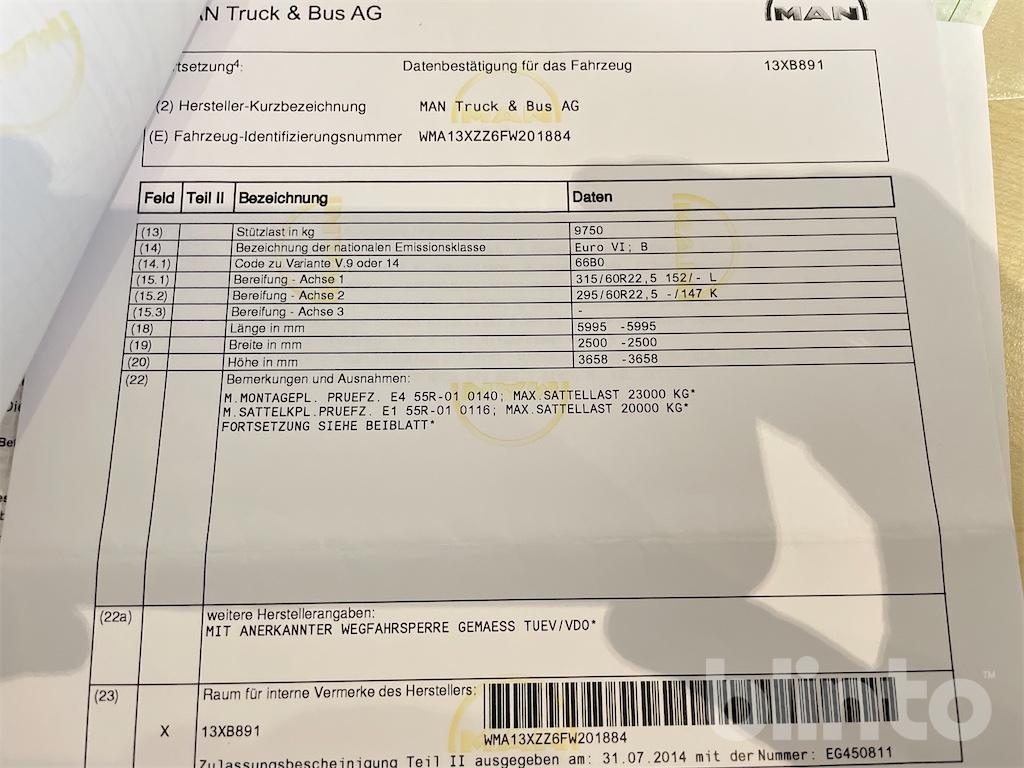 AN Truck & Bus AG
MAN
rtsetzung⁴: Datenbestätigung für das Fahrzeug 13XB891
(2) Hersteller-Kurzbezeichnung MAN Truck & Bus AG
(E) Fahrzeug-Identifizierungsnummer WMA13XZZ6FW201884
Feld Teil II Bezeichnung Daten
(13) Stützlast in kg 9750
(14) Bezeichnung der nationalen Emissionsklasse Euro VI; B
(14.1) Code zu Variante V.9 oder 14 66B0
(15.1) Bereifung - Achse 1 315/60R22,5 152/- L
(15.2) Bereifung - Achse 2 295/60R22,5 -/147 K
(15.3) Bereifung - Achse 3 -
(18) Länge in mm 5995 -5995
(19) Breite in mm 2500 -2500
(20) Höhe in mm 3658 -3658
(22) Bemerkungen und Ausnahmen:
M.MONTAGEPL. PRUEFZ. E4 55R-01 0140; MAX.SATTELLAST 23000 KG*
M.SATTELKPL.PRUEFZ. E1 55R-01 0116; MAX.SATTELLAST 20000 KG*
FORTSETZUNG SIEHE BEIBLATT*
(22a) weitere Herstellerangaben:
MIT ANERKANNTER WEGFAHRSPERRE GEMAESS TUEV/VDO*
(23) Raum für interne Vermerke des Herstellers:
X 13XB891
WMA13XZZ6FW201884
Zulassungsbescheinigung Teil II ausgegeben am: 31.07.2014 mit der Nummer: EG450811
blinto™